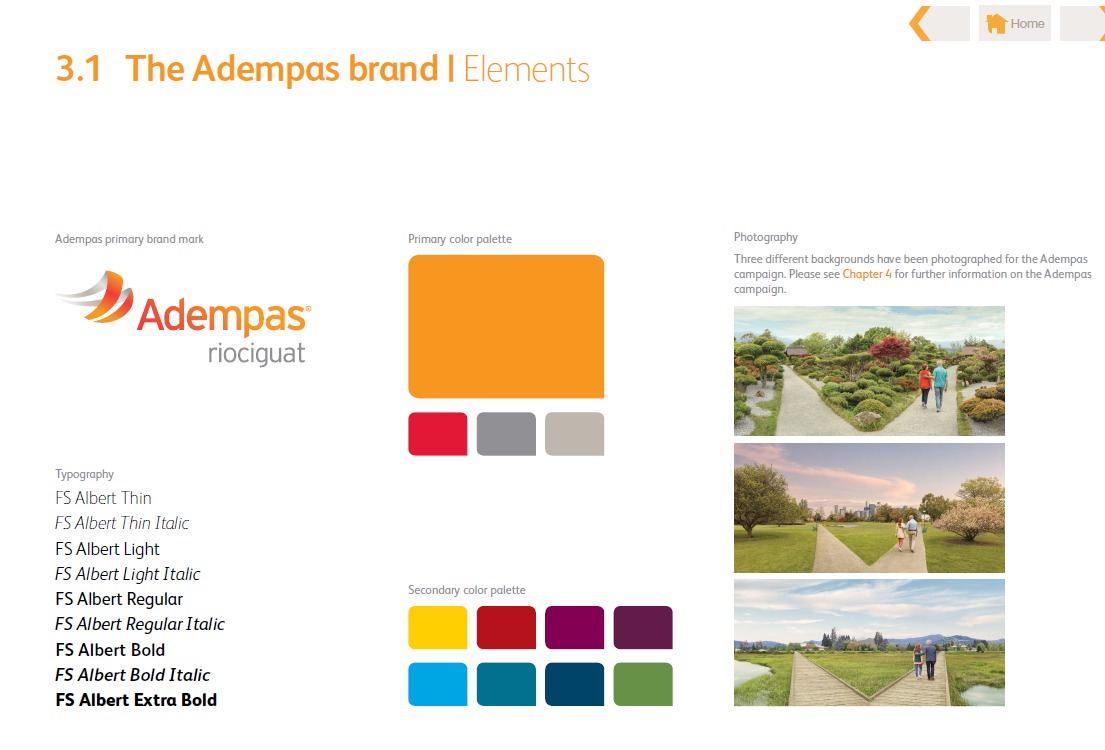 Home
3.1 The Adempas brand | Elements
Adempas primary brand mark
Adempas®
riociguat
Typography
FS Albert Thin
FS Albert Thin Italic
FS Albert Light
FS Albert Light Italic
FS Albert Regular
FS Albert Regular Italic
FS Albert Bold
FS Albert Bold Italic
FS Albert Extra Bold
Primary color palette
Secondary color palette
Photography
Three different backgrounds have been photographed for the Adempas
campaign. Please see Chapter 4 for further information on the Adempas
campaign.